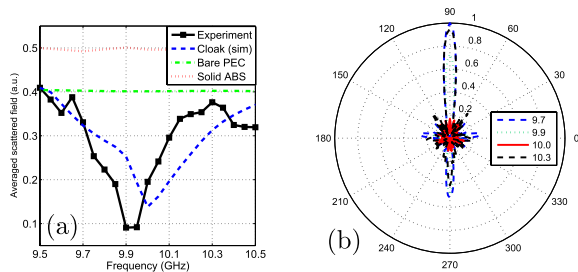 Averaged scattered field (a.u.)
0.5
0.4
0.3
0.2
0.1
Experiment
Cloak (sim)
Bare PEC
Solid ABS
(a)
9.5 9.7 9.9 10.1 10.3 10.5
Frequency (GHz)
90
120 60
150 30
180 0
210 330
240 300
270
1
0.8
0.6
0.4
0.2
9.7
9.9
10.0
10.3
(b)